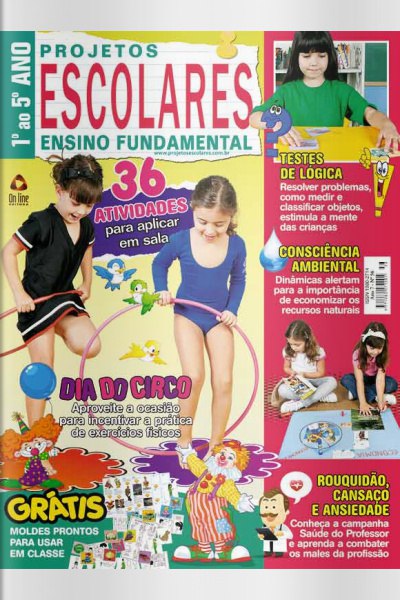 1º ao 5º ANO
PROJETOS
ESCOLARES
ENSINO FUNDAMENTAL
www.projetosescolares.com.br
On line
EDITORA
36
ATIVIDADES
para aplicar
em sala
TESTES
DE LÓGICA
Resolver problemas,
como medir e
classificar objetos,
estimula a mente
das crianças
CONSCIÊNCIA
AMBIENTAL
Dinâmicas alertam
para a importância
de economizar os
recursos naturais
DIA DO CIRCO
Aproveite a ocasião
para incentivar a prática
de exercícios físicos
GRÁTIS
MOLDES PRONTOS
PARA USAR
EM CLASSE
ECONOMIA
ROUQUIDÃO,
CANSAÇO
E ANSIEDADE
Conheça a campanha
Saúde do Professor
e aprenda a combater
os males da profissão